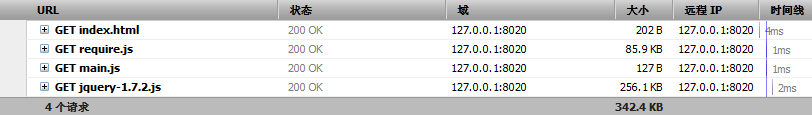 URL 状态 域 大小 远程 IP 时间线
GET index.html 200 OK 127.0.0.1:8020 202 B 127.0.0.1:8020 4ms
GET require.js 200 OK 127.0.0.1:8020 85.9 KB 127.0.0.1:8020 1ms
GET main.js 200 OK 127.0.0.1:8020 127 B 127.0.0.1:8020 1ms
GET jquery-1.7.2.js 200 OK 127.0.0.1:8020 256.1 KB 127.0.0.1:8020 2ms
4 个请求 342.4 KB